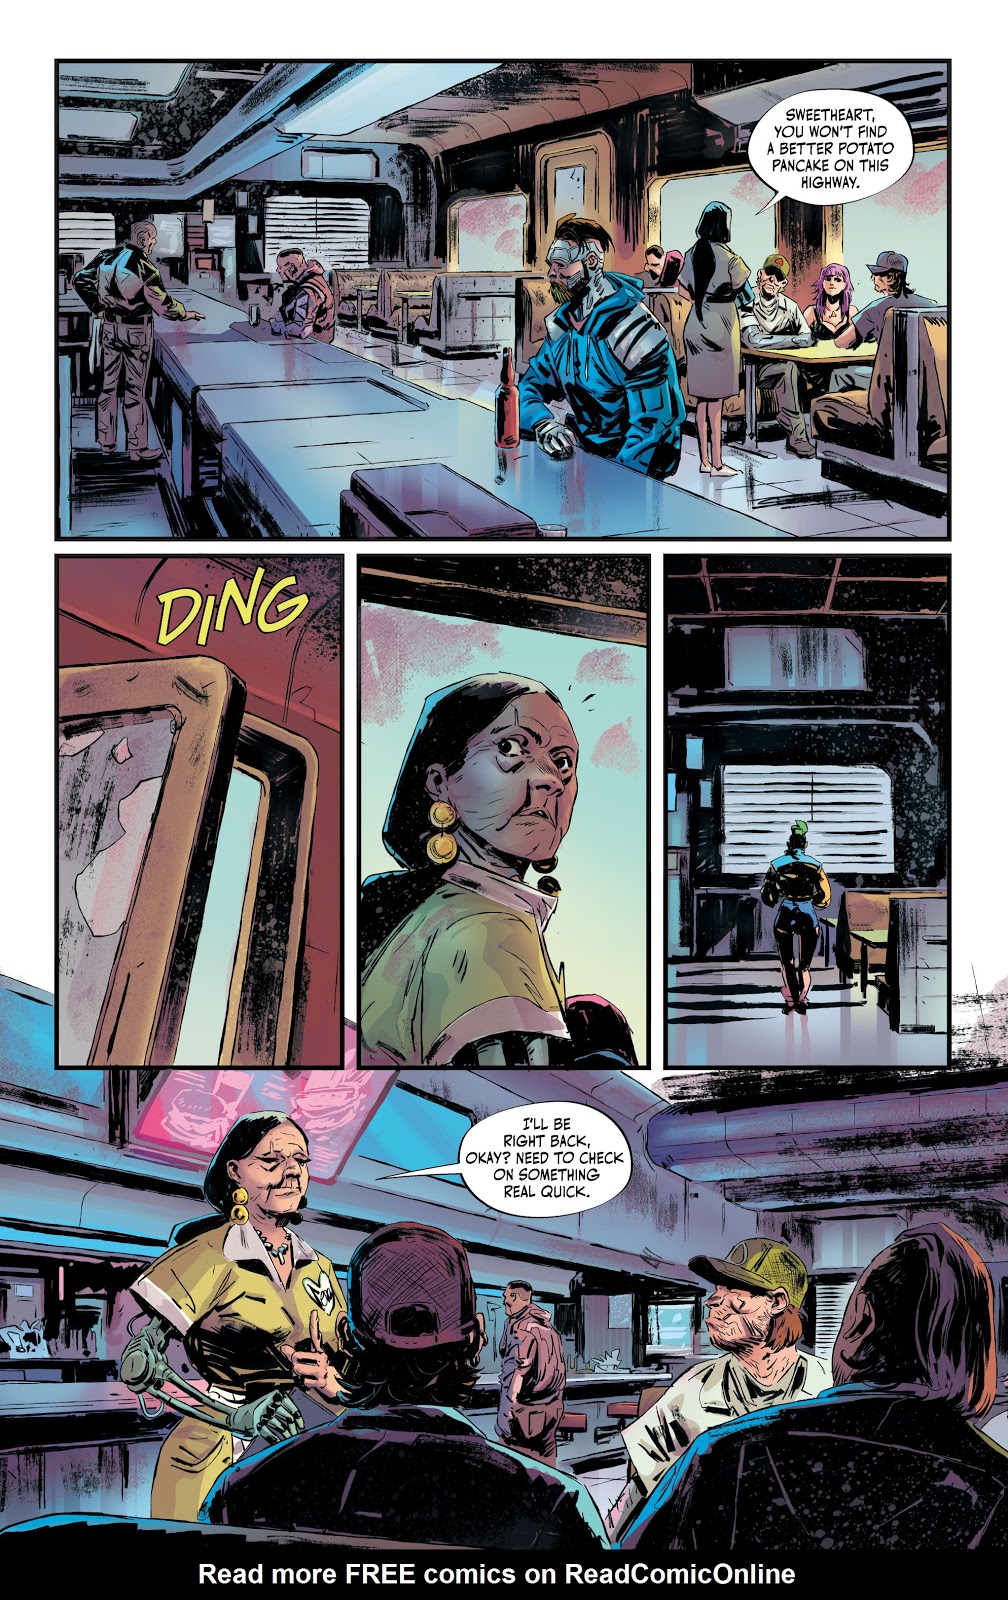 SWEETHEART,
YOU WON'T FIND
A BETTER POTATO
PANCAKE ON THIS
HIGHWAY.
DING
I'LL BE
RIGHT BACK,
OKAY? NEED TO CHECK
ON SOMETHING
REAL QUICK.
Read more FREE comics on ReadComicOnline